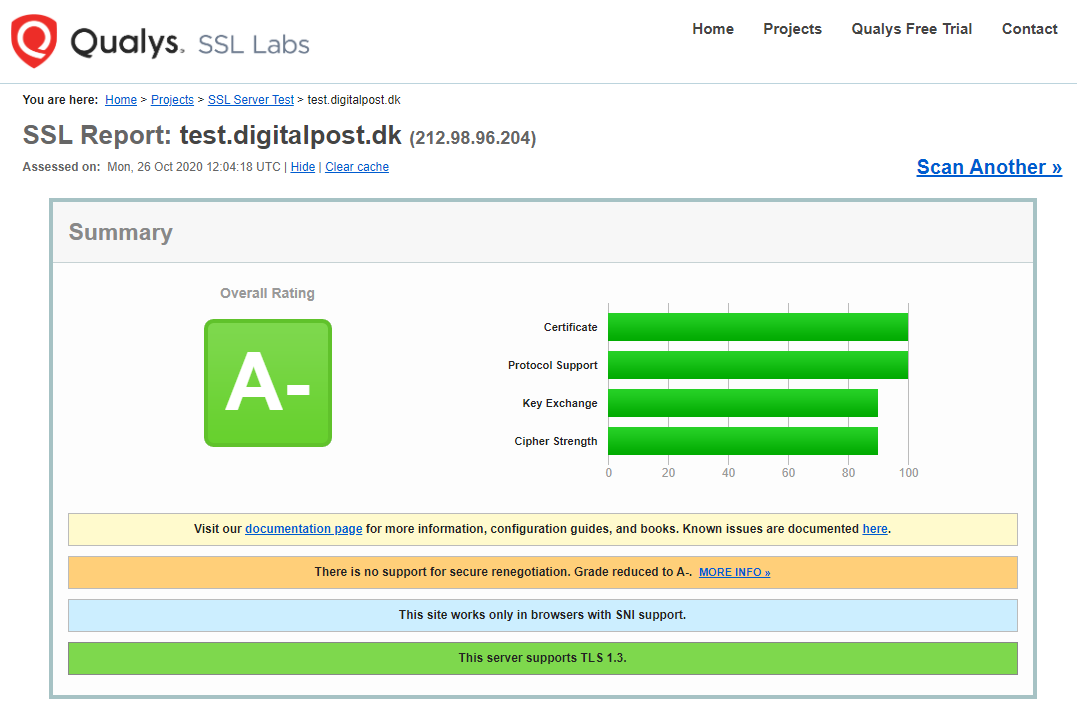 Qualys. SSL Labs
Home Projects Qualys Free Trial Contact
You are here: Home > Projects > SSL Server Test > test.digitalpost.dk
SSL Report: test.digitalpost.dk (212.98.96.204)
Assessed on: Mon, 26 Oct 2020 12:04:18 UTC | Hide | Clear cache
Scan Another »
Summary
Overall Rating
A-
Certificate
Protocol Support
Key Exchange
Cipher Strength
0 20 40 60 80 100
Visit our documentation page for more information, configuration guides, and books. Known issues are documented here.
There is no support for secure renegotiation. Grade reduced to A-. MORE INFO »
This site works only in browsers with SNI support.
This server supports TLS 1.3.